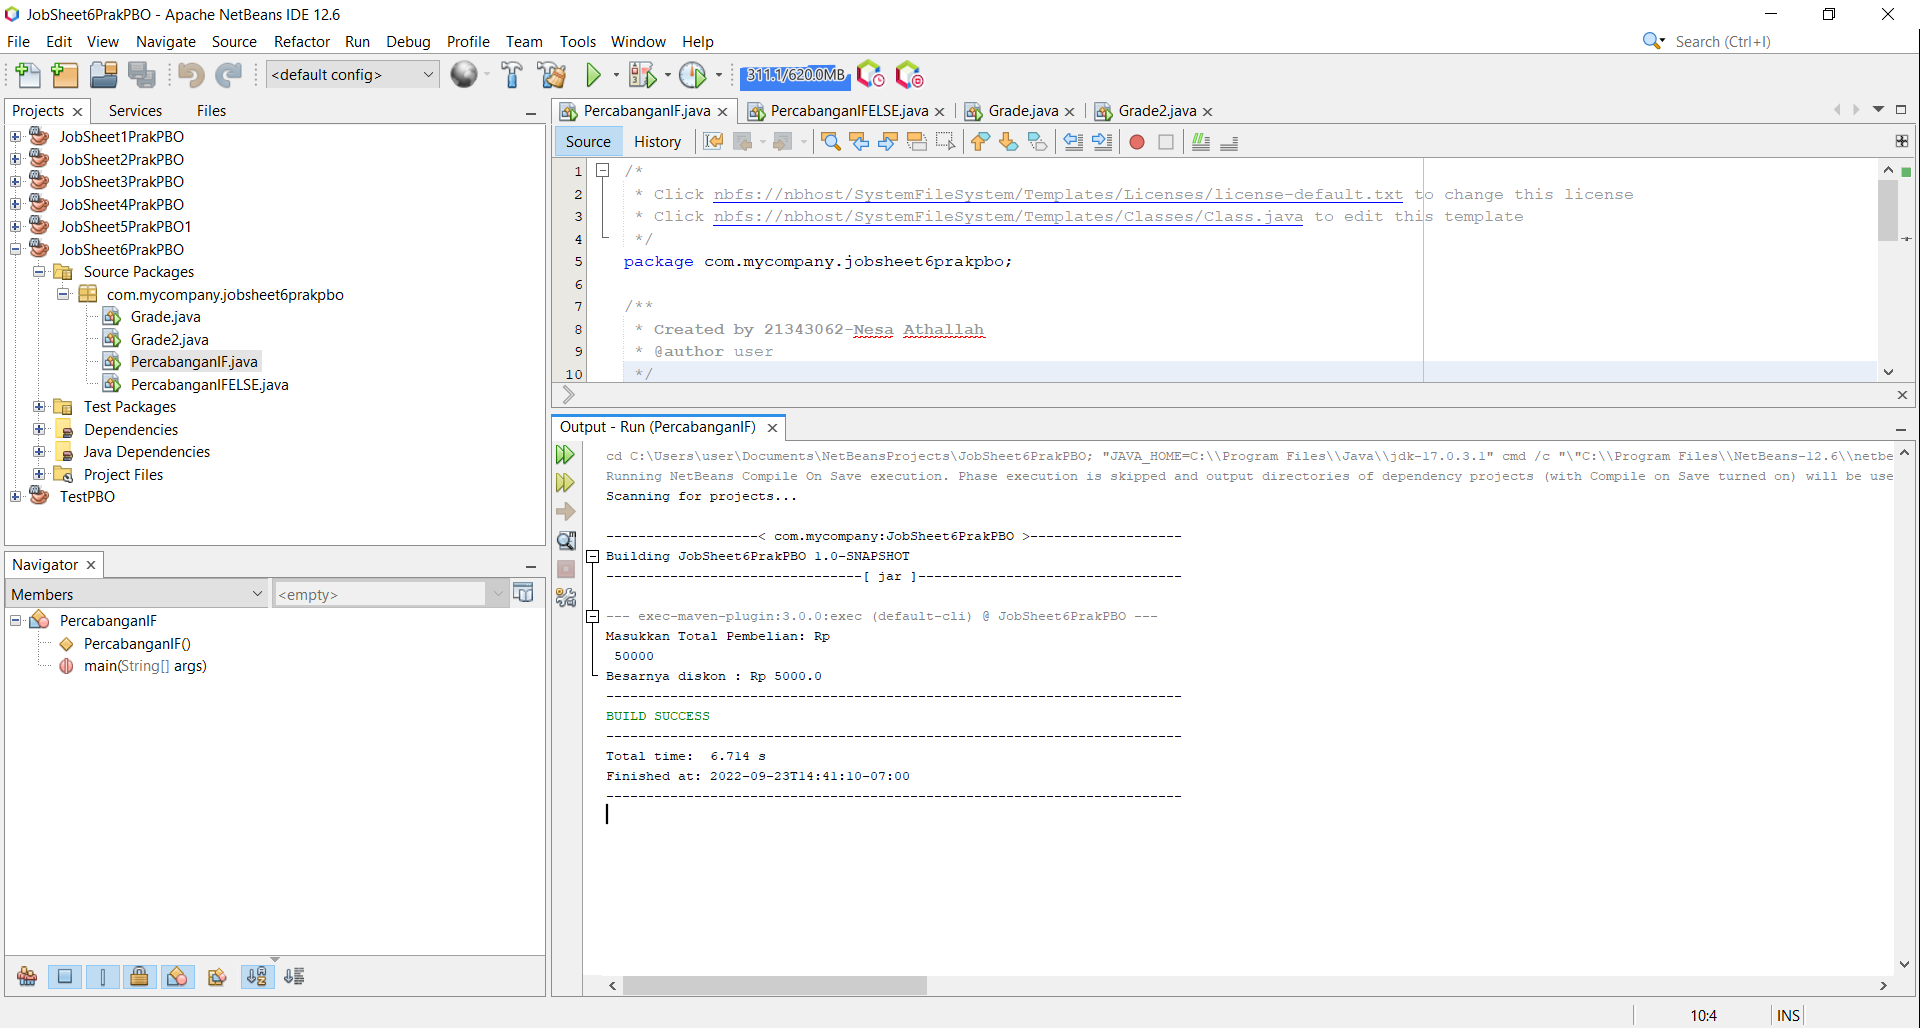 JobSheet6PrakPBO - Apache NetBeans IDE 12.6
File Edit View Navigate Source Refactor Run Debug Profile Team Tools Window Help
Search (Ctrl+I)
<default config>
311.1/620.0MB
Projects Services Files
JobSheet1PrakPBO
JobSheet2PrakPBO
JobSheet3PrakPBO
JobSheet4PrakPBO
JobSheet5PrakPBO1
JobSheet6PrakPBO
Source Packages
com.mycompany.jobsheet6prakpbo
Grade.java
Grade2.java
PercabanganIF.java
PercabanganIFELSE.java
Test Packages
Dependencies
Java Dependencies
Project Files
TestPBO
Navigator
Members
<empty>
PercabanganIF
PercabanganIF()
main(String[] args)
PercabanganIF.java PercabanganIFELSE.java Grade.java Grade2.java
Source History
1 /*
2 * Click nbfs://nbhost/SystemFileSystem/Templates/Licenses/license-default.txt to change this license
3 * Click nbfs://nbhost/SystemFileSystem/Templates/Classes/Class.java to edit this template
4 */
5 package com.mycompany.jobsheet6prakpbo;
6
7 /**
8 * Created by 21343062-Nesa Athallah
9 * @author user
10 */
Output - Run (PercabanganIF)
cd C:\Users\user\Documents\NetBeansProjects\JobSheet6PrakPBO; "JAVA_HOME=C:\\Program Files\\Java\\jdk-17.0.3.1" cmd /c "\"C:\\Program Files\\NetBeans-12.6\\netbe
Running NetBeans Compile On Save execution. Phase execution is skipped and output directories of dependency projects (with Compile on Save turned on) will be use
Scanning for projects...
-------------------< com.mycompany:JobSheet6PrakPBO >-------------------
Building JobSheet6PrakPBO 1.0-SNAPSHOT
--------------------------------[ jar ]---------------------------------
--- exec-maven-plugin:3.0.0:exec (default-cli) @ JobSheet6PrakPBO ---
Masukkan Total Pembelian: Rp
50000
Besarnya diskon : Rp 5000.0
------------------------------------------------------------------------
BUILD SUCCESS
------------------------------------------------------------------------
Total time:  6.714 s
Finished at: 2022-09-23T14:41:10-07:00
------------------------------------------------------------------------
10:4 INS